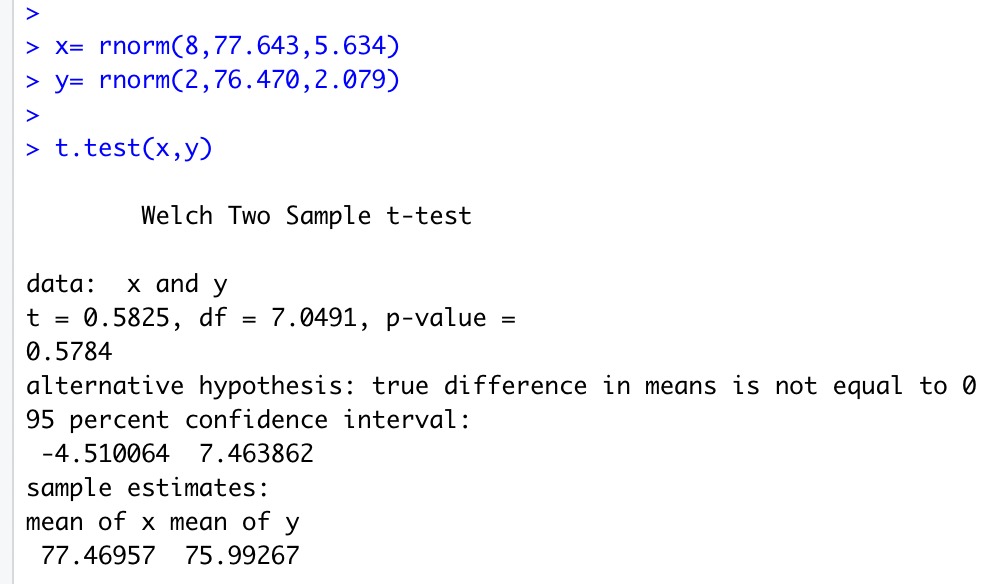 >
> x= rnorm(8,77.643,5.634)
> y= rnorm(2,76.470,2.079)
>
> t.test(x,y)
Welch Two Sample t-test
data:  x and y
t = 0.5825, df = 7.0491, p-value =
0.5784
alternative hypothesis: true difference in means is not equal to 0
95 percent confidence interval:
 -4.510064  7.463862
sample estimates:
mean of x mean of y
 77.46957  75.99267